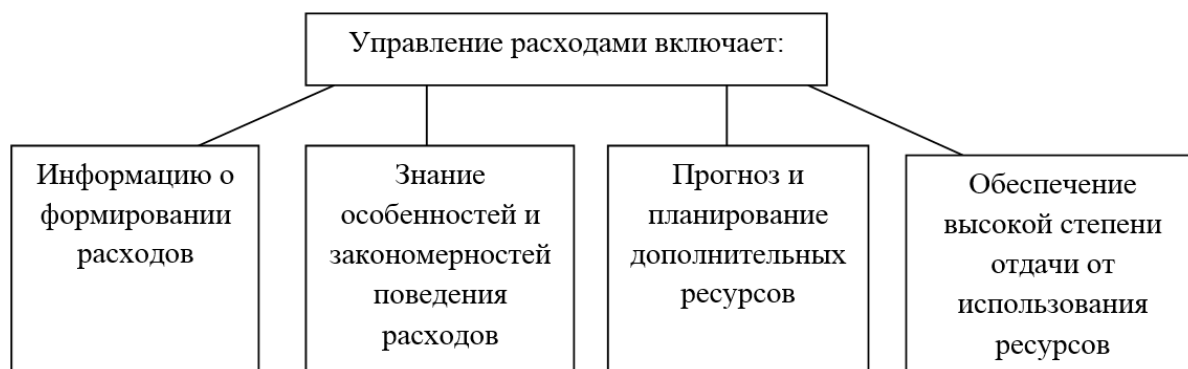 Управление расходами включает:
Информацию о
формировании
расходов
Знание
особенностей и
закономерностей
поведения
расходов
Прогноз и
планирование
дополнительных
ресурсов
Обеспечение
высокой степени
отдачи от
использования
ресурсов